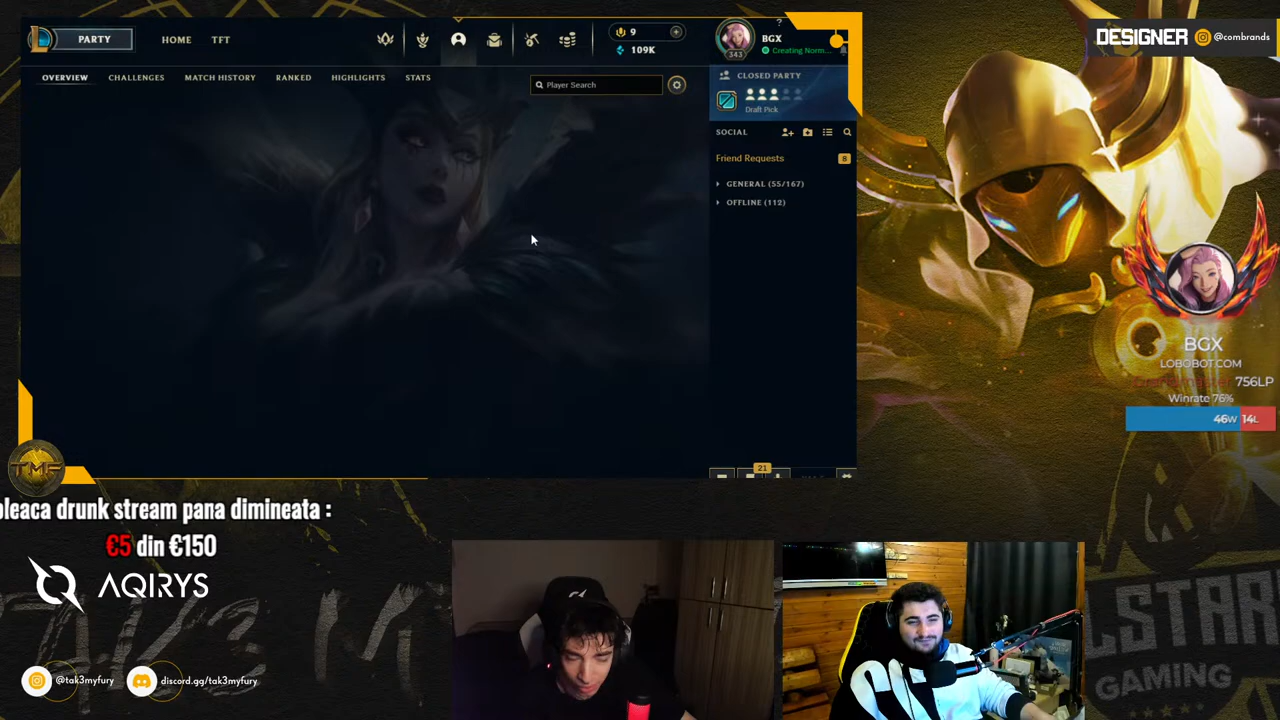 PARTY
HOME
TFT
9
109K
343
?
BGX
Creating Norm...
OVERVIEW
CHALLENGES
MATCH HISTORY
RANKED
HIGHLIGHTS
STATS
Player Search
CLOSED PARTY
Draft Pick
SOCIAL
Friend Requests
8
GENERAL (55/167)
OFFLINE (112)
21
DESIGNER
@combrands
BGX
LOBOBOT.COM
756LP
Winrate 76%
46W
14L
TMF
pleaca drunk stream pana dimineata :
€5 din €150
AQIRYS
@tak3myfury
discord.gg/tak3myfury
LSTAR
GAMING